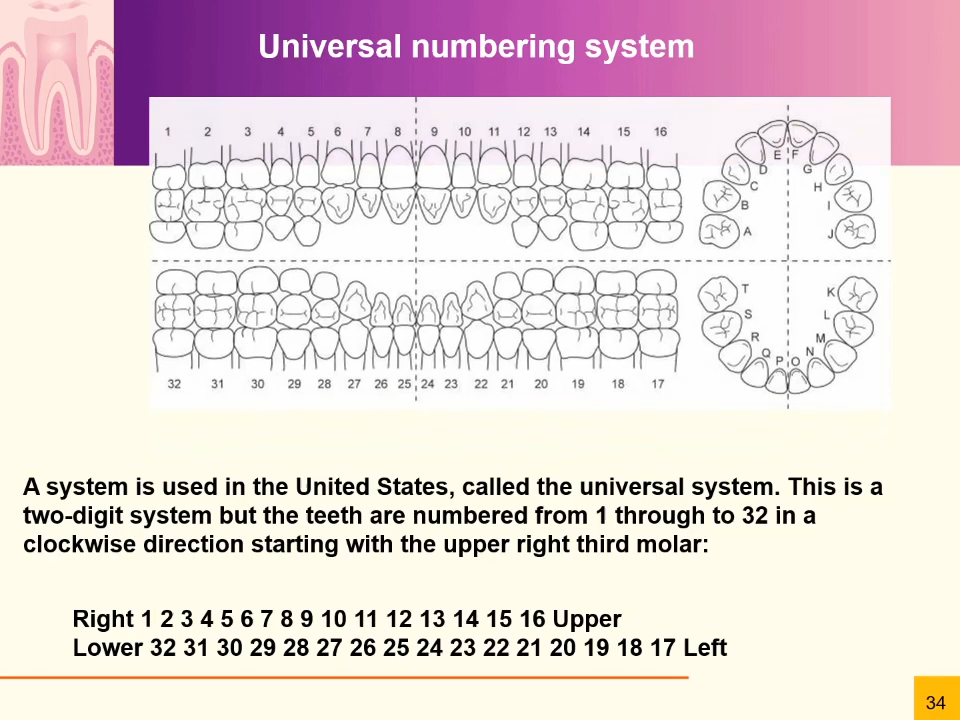 Universal numbering system
1 2 3 4 5 6 7 8 9 10 11 12 13 14 15 16
E F
D G
C H
B I
A J
T K
S L
R M
Q N
P O
32 31 30 29 28 27 26 25 24 23 22 21 20 19 18 17
A system is used in the United States, called the universal system. This is a
two-digit system but the teeth are numbered from 1 through to 32 in a
clockwise direction starting with the upper right third molar:
Right 1 2 3 4 5 6 7 8 9 10 11 12 13 14 15 16 Upper
Lower 32 31 30 29 28 27 26 25 24 23 22 21 20 19 18 17 Left
34